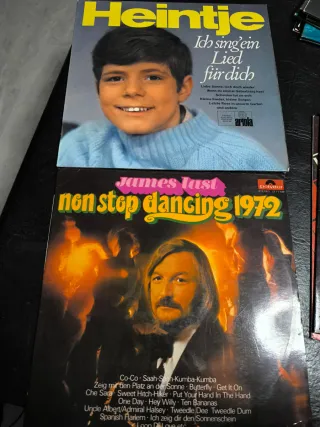 Heintje
Ich sing' ein
Lied
für dich
ariola
James Last
Polydor
non stop dancing 1972
Co-Co · Saah-Saah-Kumba-Kumba
Zeig mir den Platz an der Sonne · Butterfly · Get It On
Che Sará · Sweet Hitch-Hiker · Put Your Hand In The Hand
One Day · Hey Willy · Ten Bananas
Uncle Albert/Admiral Halsey · Tweedle Dee Tweedle Dum
Spanish Harlem · Ich zeig dir den Sonnenschein